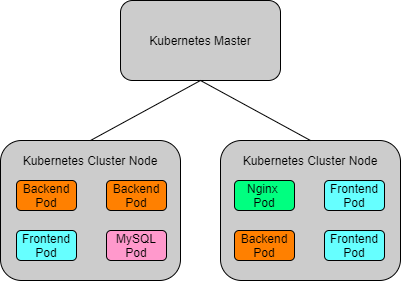 Kubernetes Master
Kubernetes Cluster Node
Backend
Pod
Backend
Pod
Frontend
Pod
MySQL
Pod
Kubernetes Cluster Node
Nginx
Pod
Frontend
Pod
Backend
Pod
Frontend
Pod